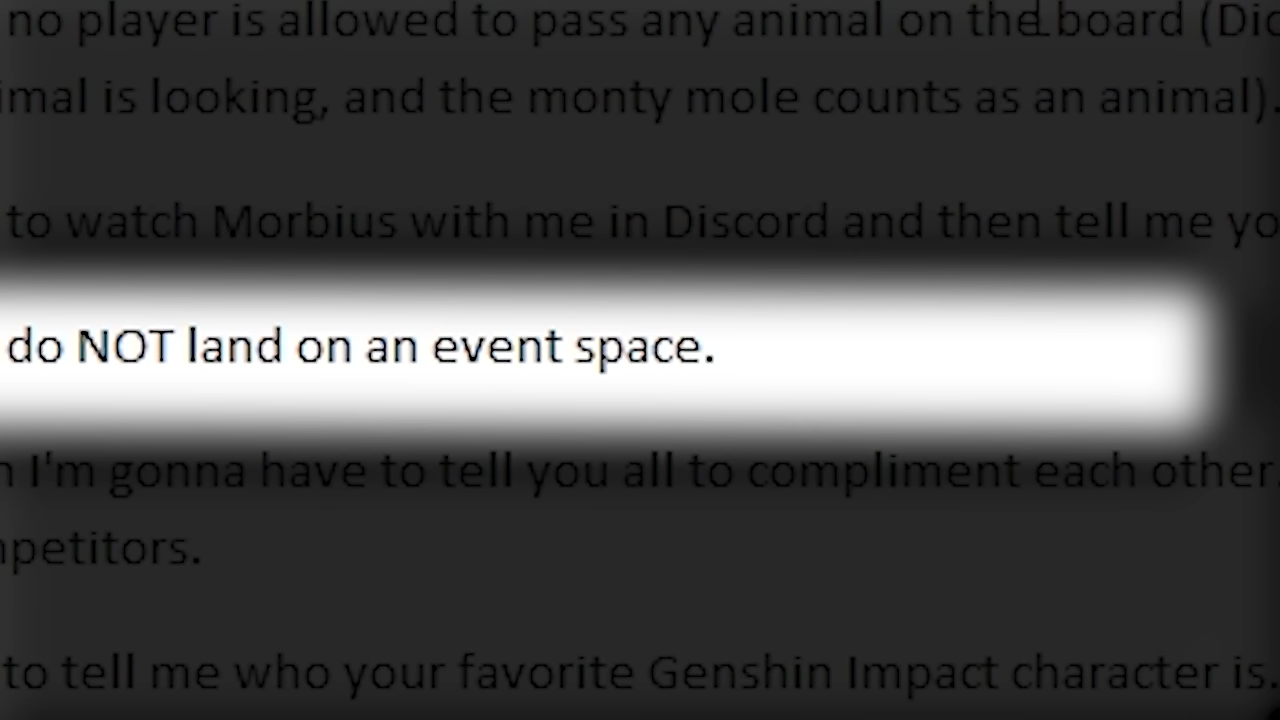 no player is allowed to pass any animal on the board (Dic
imal is looking, and the monty mole counts as an animal).
to watch Morbius with me in Discord and then tell me yo
do NOT land on an event space.
I'm gonna have to tell you all to compliment each other
mpetitors.
to tell me who your favorite Genshin Impact character is.